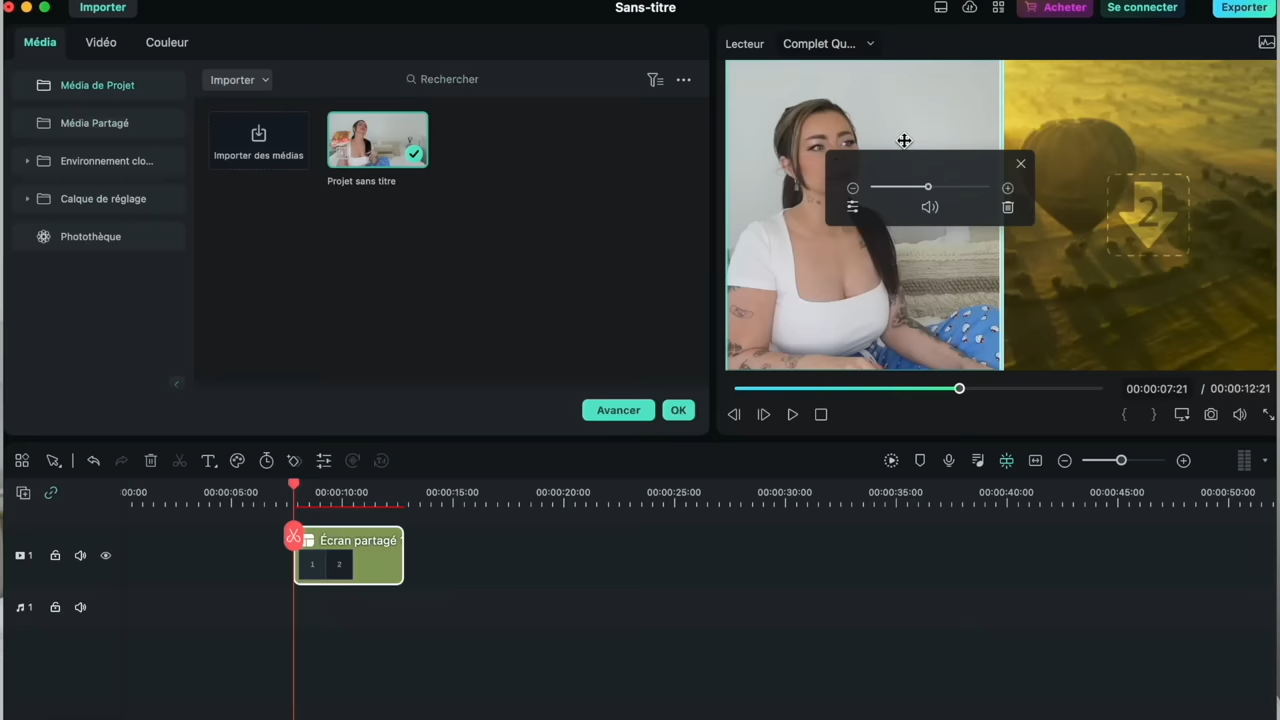 Importer
Sans-titre
Acheter
Se connecter
Exporter
Média
Vidéo
Couleur
Lecteur
Complet Qu...
Média de Projet
Importer
Rechercher
Média Partagé
Importer des médias
Environnement clo...
Projet sans titre
Calque de réglage
Photothèque
2
00:00:07:21 / 00:00:12:21
Avancer
OK
:00:00
00:00:05:00
00:00:10:00
00:00:15:00
00:00:20:00
00:00:25:00
00:00:30:00
00:00:35:00
00:00:40:00
00:00:45:00
00:00:50:00
Écran partagé
1
2
1
1